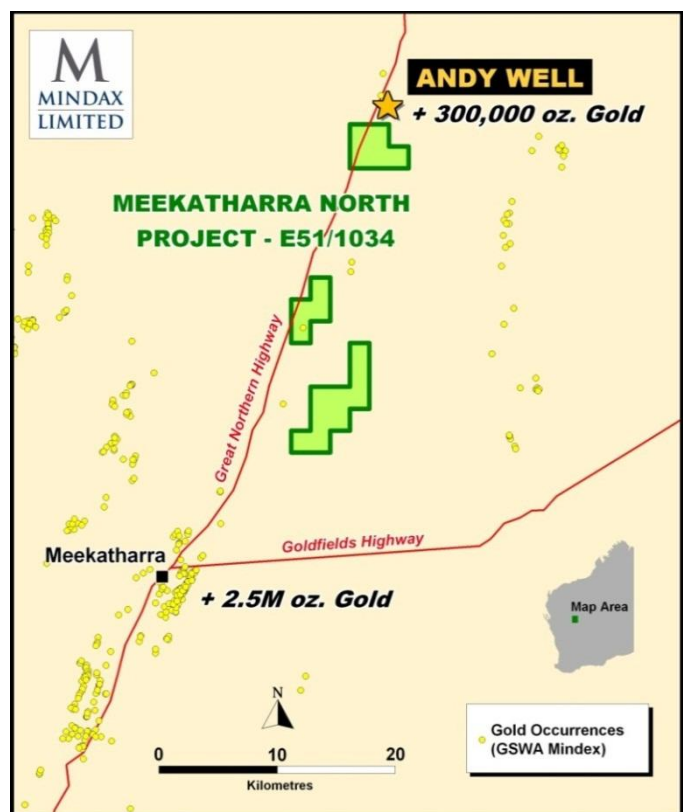 M
MINDAX
LIMITED
ANDY WELL
+ 300,000 oz. Gold
MEEKATHARRA NORTH
PROJECT - E51/1034
Great Northern Highway
Goldfields Highway
Meekatharra
+ 2.5M oz. Gold
Map Area
N
0 10 20
Kilometres
Gold Occurrences
(GSWA Mindex)